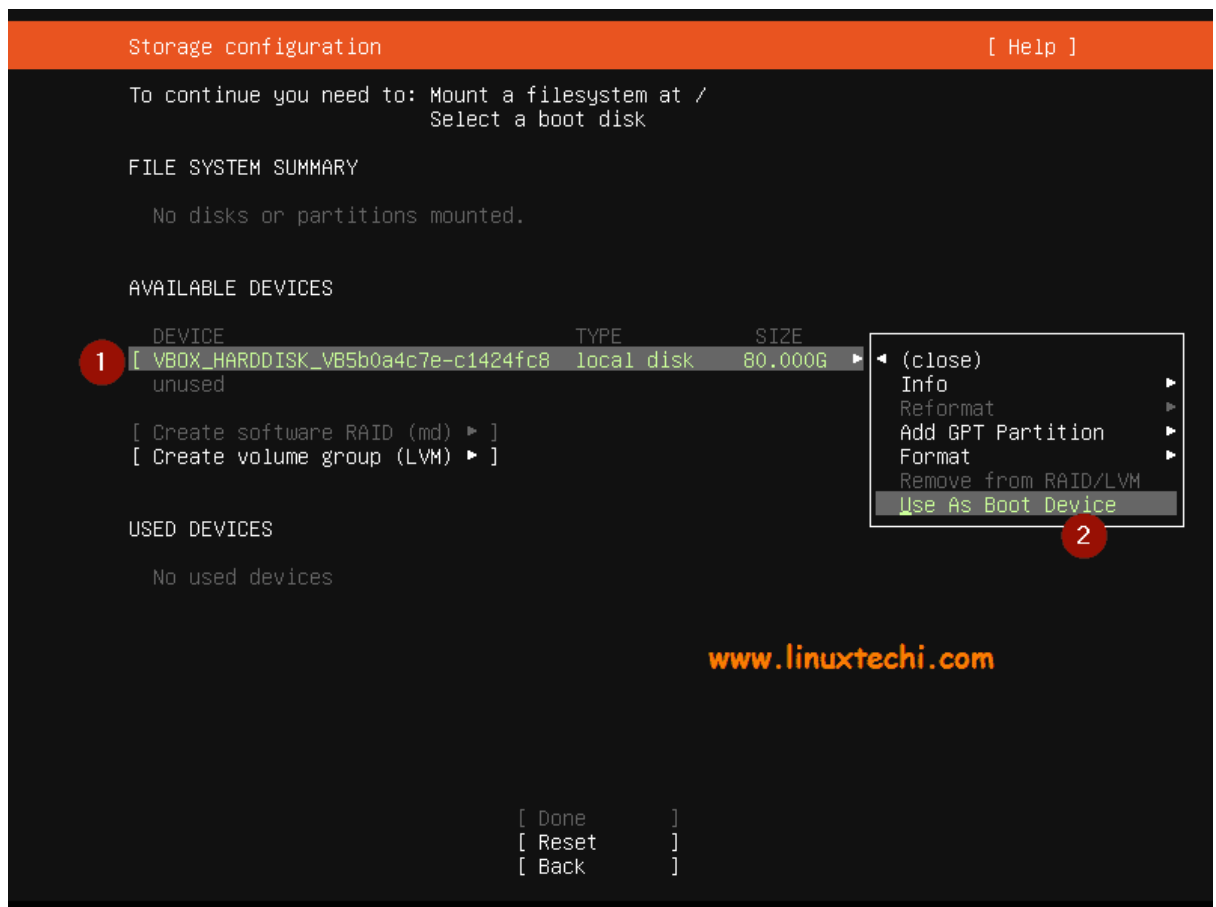 Storage configuration [ Help ]
To continue you need to: Mount a filesystem at /
Select a boot disk
FILE SYSTEM SUMMARY
No disks or partitions mounted.
AVAILABLE DEVICES
DEVICE TYPE SIZE
1 [ VBOX_HARDDISK_VB5b0a4c7e-c1424fc8 local disk 80.000G ▸
unused
[ Create software RAID (md) ▸ ]
[ Create volume group (LVM) ▸ ]
◂ (close)
Info ▸
Reformat ▸
Add GPT Partition ▸
Format ▸
Remove from RAID/LVM
Use As Boot Device
2
USED DEVICES
No used devices
www.linuxtechi.com
[ Done ]
[ Reset ]
[ Back ]